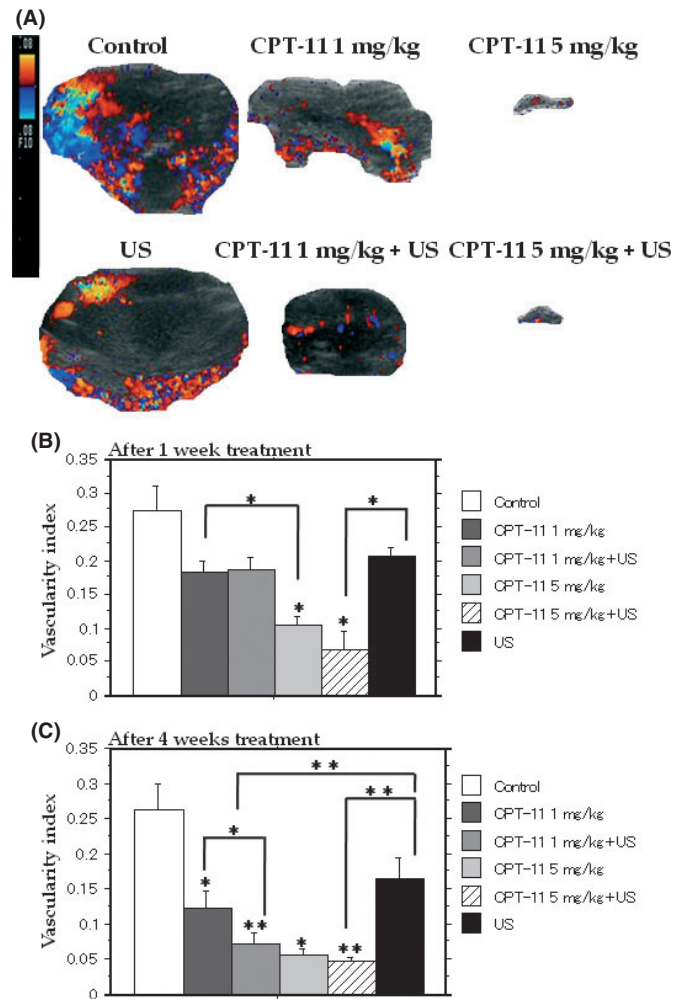 (A)
Control CPT-11 1 mg/kg CPT-11 5 mg/kg
.08
.08
F10
US CPT-11 1 mg/kg + US CPT-11 5 mg/kg + US
(B)
After 1 week treatment
Vascularity index
0.35
0.3
0.25
0.2
0.15
0.1
0.05
0
*
*
*
*
Control
CPT-11 1 mg/kg
CPT-11 1 mg/kg+US
CPT-11 5 mg/kg
CPT-11 5 mg/kg+US
US
(C)
After 4 weeks treatment
Vascularity index
0.35
0.3
0.25
0.2
0.15
0.1
0.05
0
**
**
*
*
**
*
**
Control
CPT-11 1 mg/kg
CPT-11 1 mg/kg+US
CPT-11 5 mg/kg
CPT-11 5 mg/kg+US
US